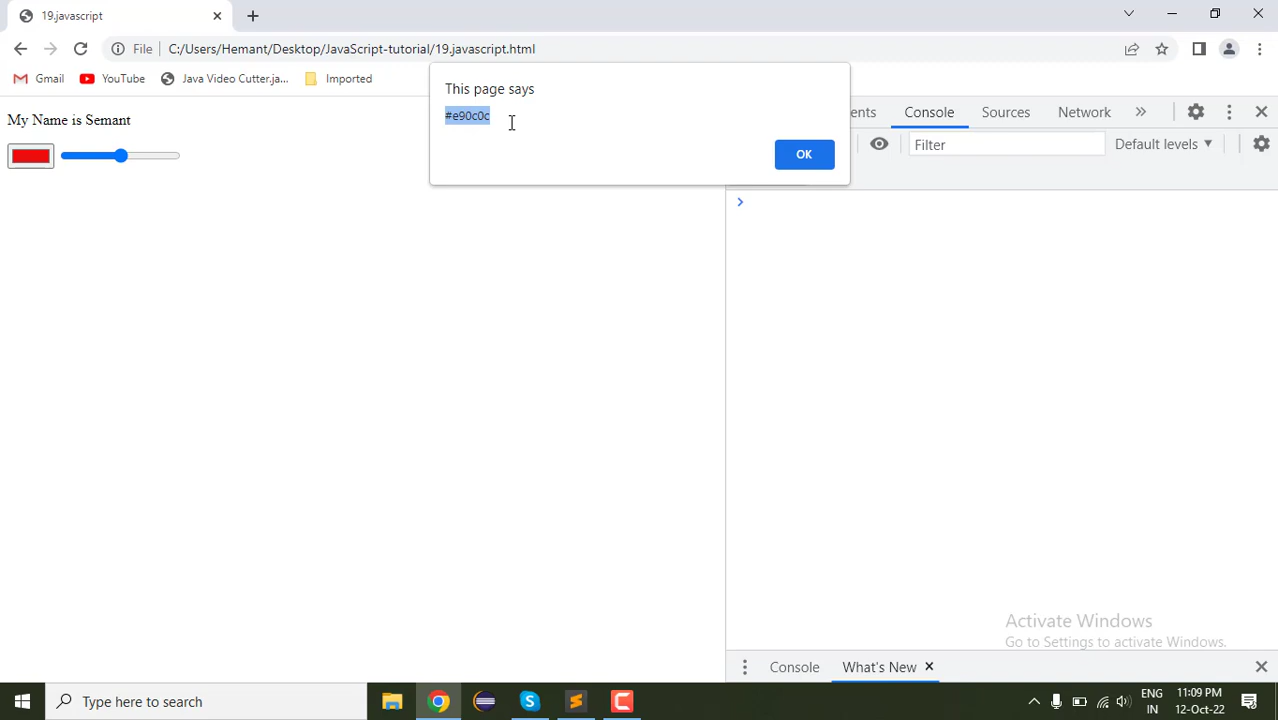 19.javascript
File C:/Users/Hemant/Desktop/JavaScript-tutorial/19.javascript.html
Gmail YouTube Java Video Cutter.ja... Imported
This page says
#e90c0c
OK
My Name is Semant
ents Console Sources Network »
Filter Default levels ▼
Activate Windows
Go to Settings to activate Windows.
Console What's New
Type here to search
ENG
IN
11:09 PM
12-Oct-22